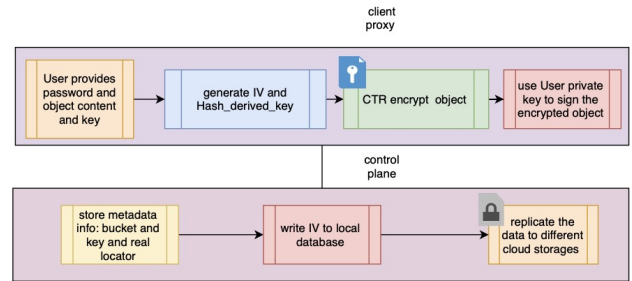 client
proxy
User provides
password and
object content
and key
generate IV and
Hash_derived_key
CTR encrypt object
use User private
key to sign the
encrypted object
control
plane
store metadata
info: bucket and
key and real
locator
write IV to local
database
replicate the
data to different
cloud storages